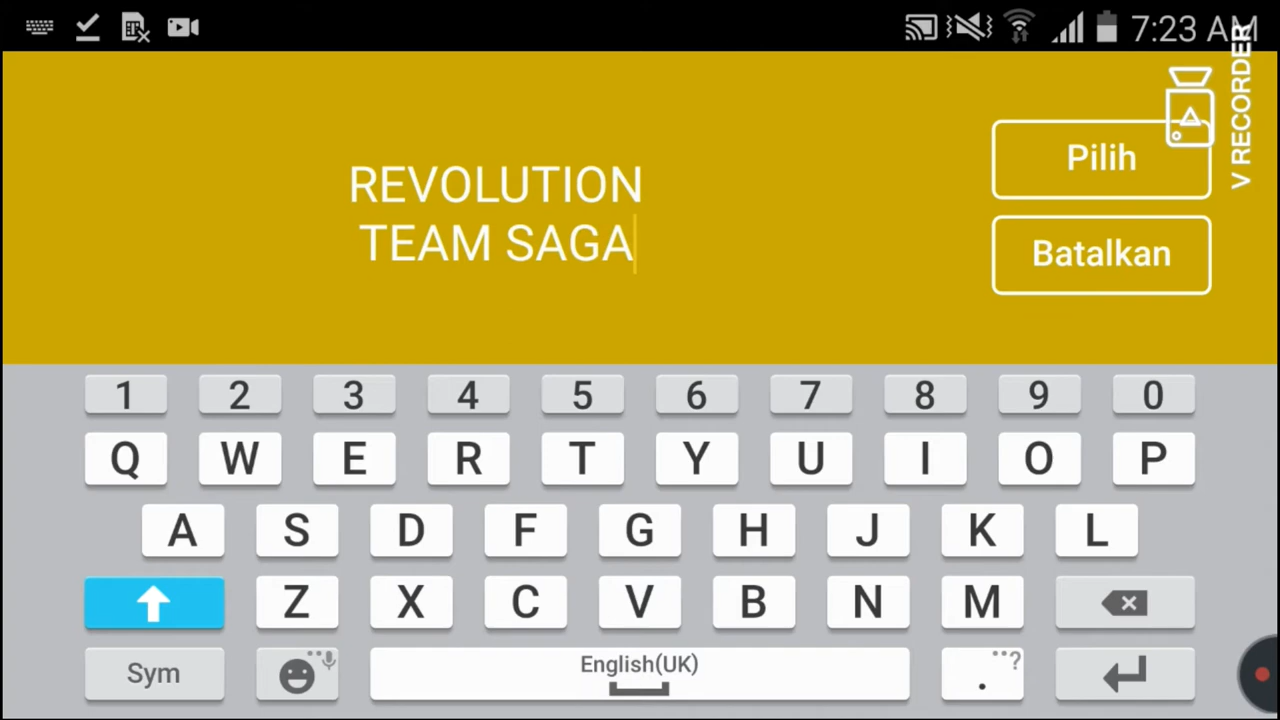 7:23 AM
V RECORDER
REVOLUTION
TEAM SAGA
Pilih
Batalkan
1 2 3 4 5 6 7 8 9 0
Q W E R T Y U I O P
A S D F G H J K L
Z X C V B N M
Sym English(UK) . ?